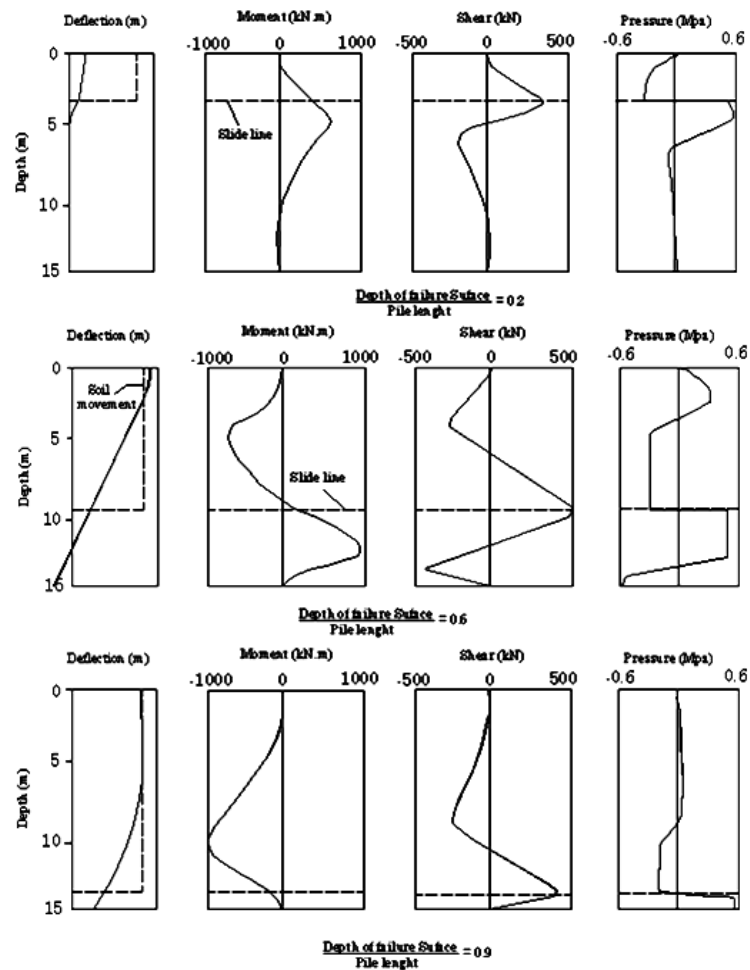 Deflection (m)
Moment (kN.m)
Shear (kN)
Pressure (Mpa)
-1000 0 1000
-500 0 500
-0.6 0.6
0
5
10
15
Depth (m)
Slide line
Depth of failure Suface
Pile lenght
= 0.2
Deflection (m)
Moment (kN.m)
Shear (kN)
Pressure (Mpa)
-1000 0 1000
-500 0 500
-0.6 0.6
0
5
10
16
Depth (m)
Soil
movement
Slide line
Depth of failure Suface
Pile lenght
= 0.6
Deflection (m)
Moment (kN.m)
Shear (kN)
Pressure (Mpa)
-1000 0 1000
-500 0 500
-0.6 0.6
0
5
10
15
Depth (m)
Depth of failure Suface
Pile lenght
= 0.9